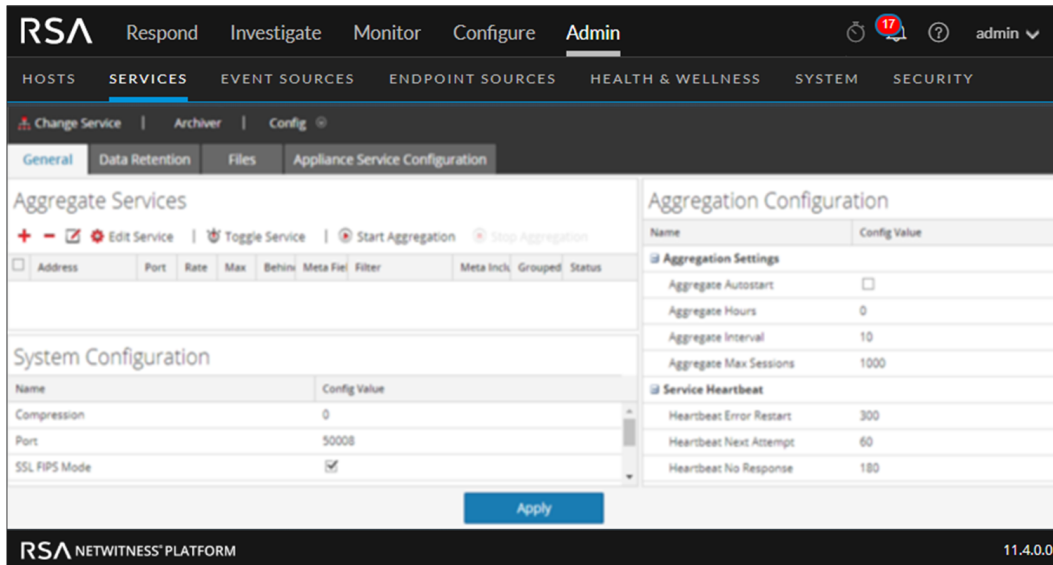 RSA Respond Investigate Monitor Configure Admin 17 admin
HOSTS SERVICES EVENT SOURCES ENDPOINT SOURCES HEALTH & WELLNESS SYSTEM SECURITY
Change Service | Archiver | Config
General Data Retention Files Appliance Service Configuration
Aggregate Services
Edit Service | Toggle Service | Start Aggregation Stop Aggregation
Address Port Rate Max Behind Meta Fiel Filter Meta Inclu Grouped Status
System Configuration
Name Config Value
Compression 0
Port 50008
SSL FIPS Mode
Aggregation Configuration
Name Config Value
Aggregation Settings
Aggregate Autostart
Aggregate Hours 0
Aggregate Interval 10
Aggregate Max Sessions 1000
Service Heartbeat
Heartbeat Error Restart 300
Heartbeat Next Attempt 60
Heartbeat No Response 180
Apply
RSA NETWITNESS® PLATFORM 11.4.0.0